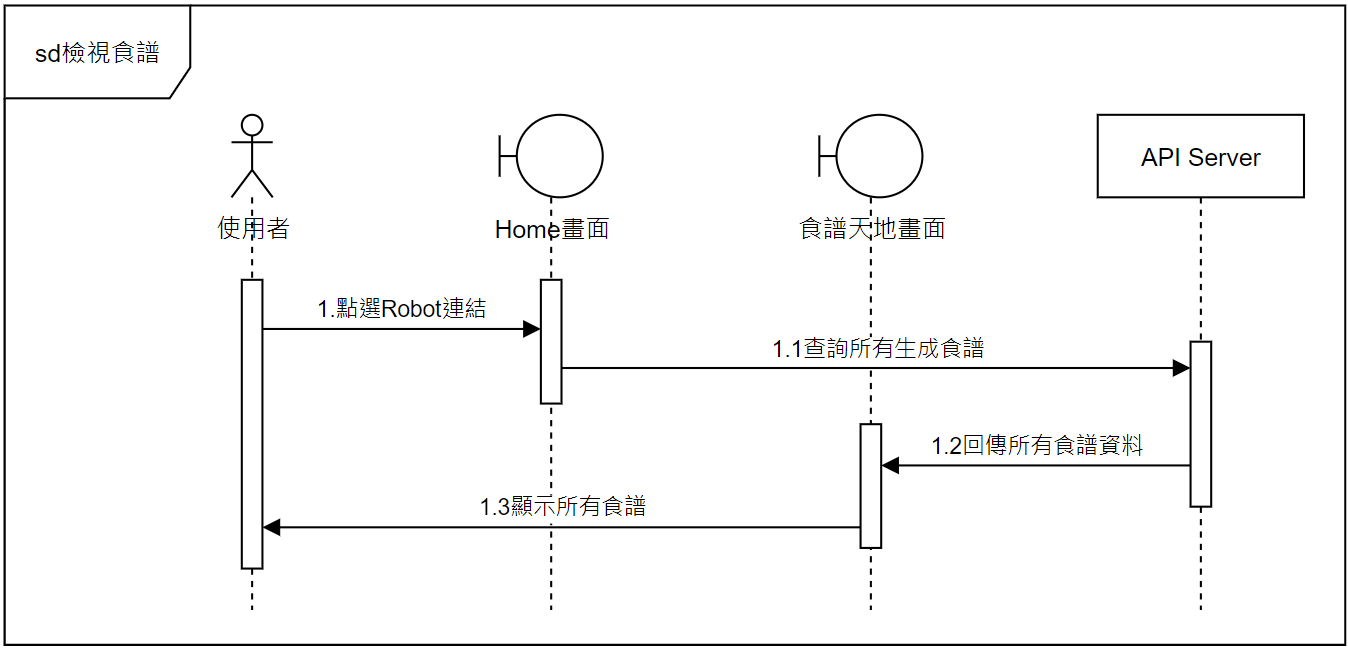 sd檢視食譜
API Server
使用者
Home畫面
食譜天地畫面
1.點選Robot連結
1.1查詢所有生成食譜
1.2回傳所有食譜資料
1.3顯示所有食譜